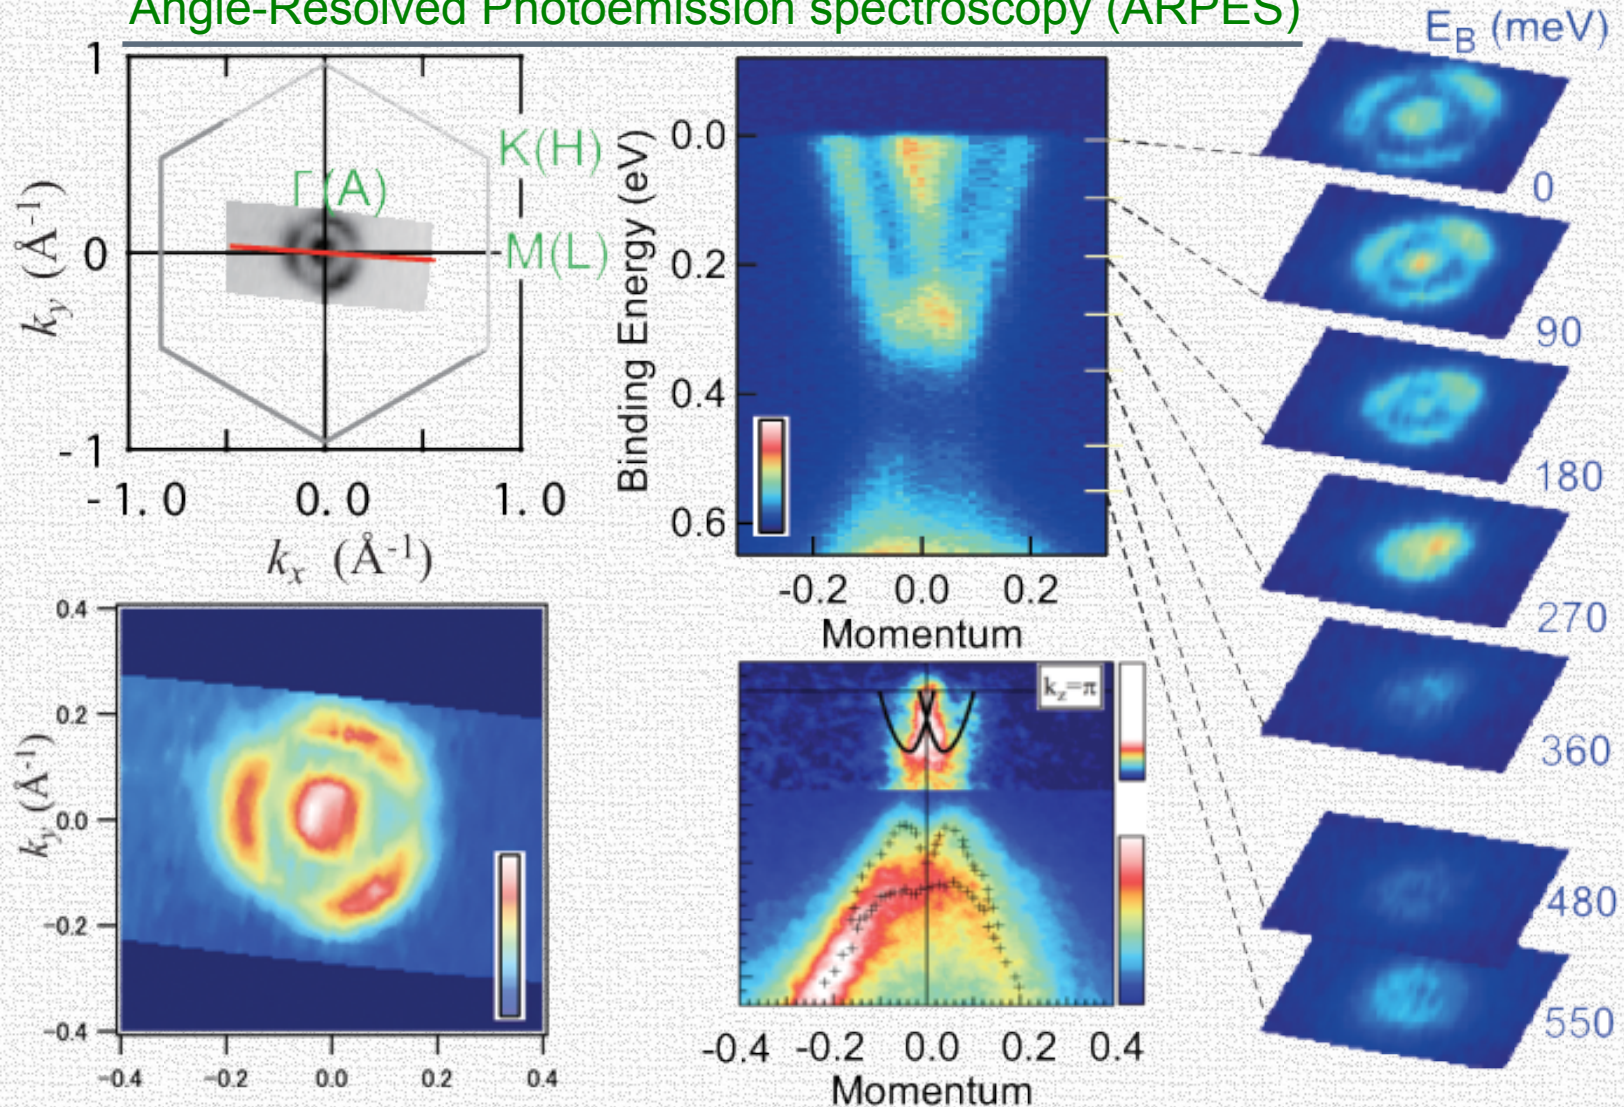 Angle-Resolved Photoemission spectroscopy (ARPES)
E_B (meV)
1
0
-1
k_y (Å⁻¹)
-1.0 0.0 1.0
k_x (Å⁻¹)
K(H)
Γ(A)
M(L)
Binding Energy (eV)
0.0
0.2
0.4
0.6
-0.2 0.0 0.2
Momentum
0
90
180
270
360
480
550
0.4
0.2
0.0
−0.2
−0.4
k_y (Å⁻¹)
−0.4 −0.2 0.0 0.2 0.4
k_z=π
-0.4 -0.2 0.0 0.2 0.4
Momentum